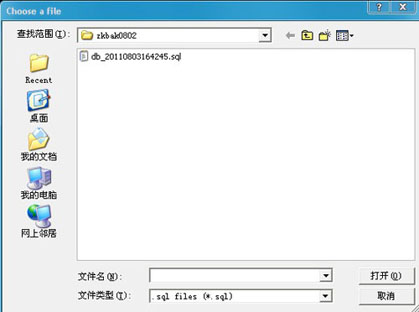 Choose a file
查找范围(I):
zkbak0802
db_20110803164245.sql
Recent
桌面
我的文档
我的电脑
网上邻居
文件名(N):
打开(O)
文件类型(T):
.sql files (*.sql)
取消